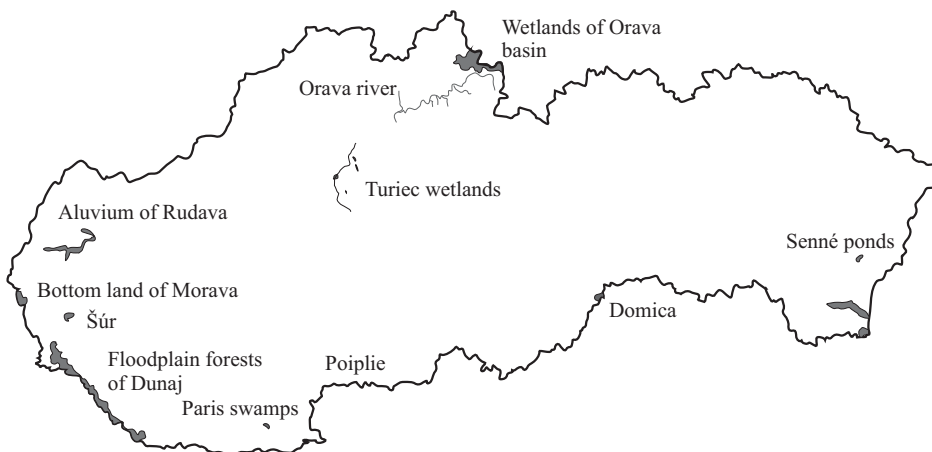 Wetlands of Orava
basin
Orava river
Turiec wetlands
Aluvium of Rudava
Senné ponds
Bottom land of Morava
Šúr
Domica
Floodplain forests
of Dunaj
Poiplie
Paris swamps